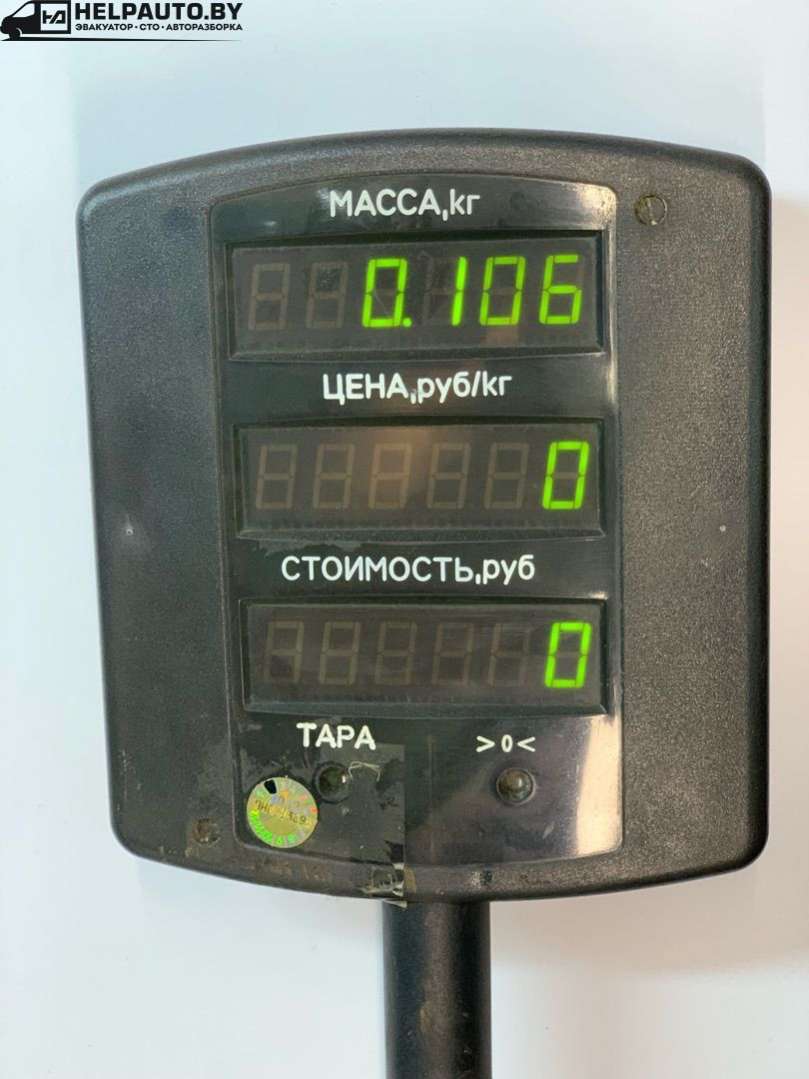 HELPAUTO.BY
ЭВАКУАТОР·СТО·АВТОРАЗБОРКА
МАССА,кг
0.106
ЦЕНА,руб/кг
0
СТОИМОСТЬ,руб
0
ТАРА >0<